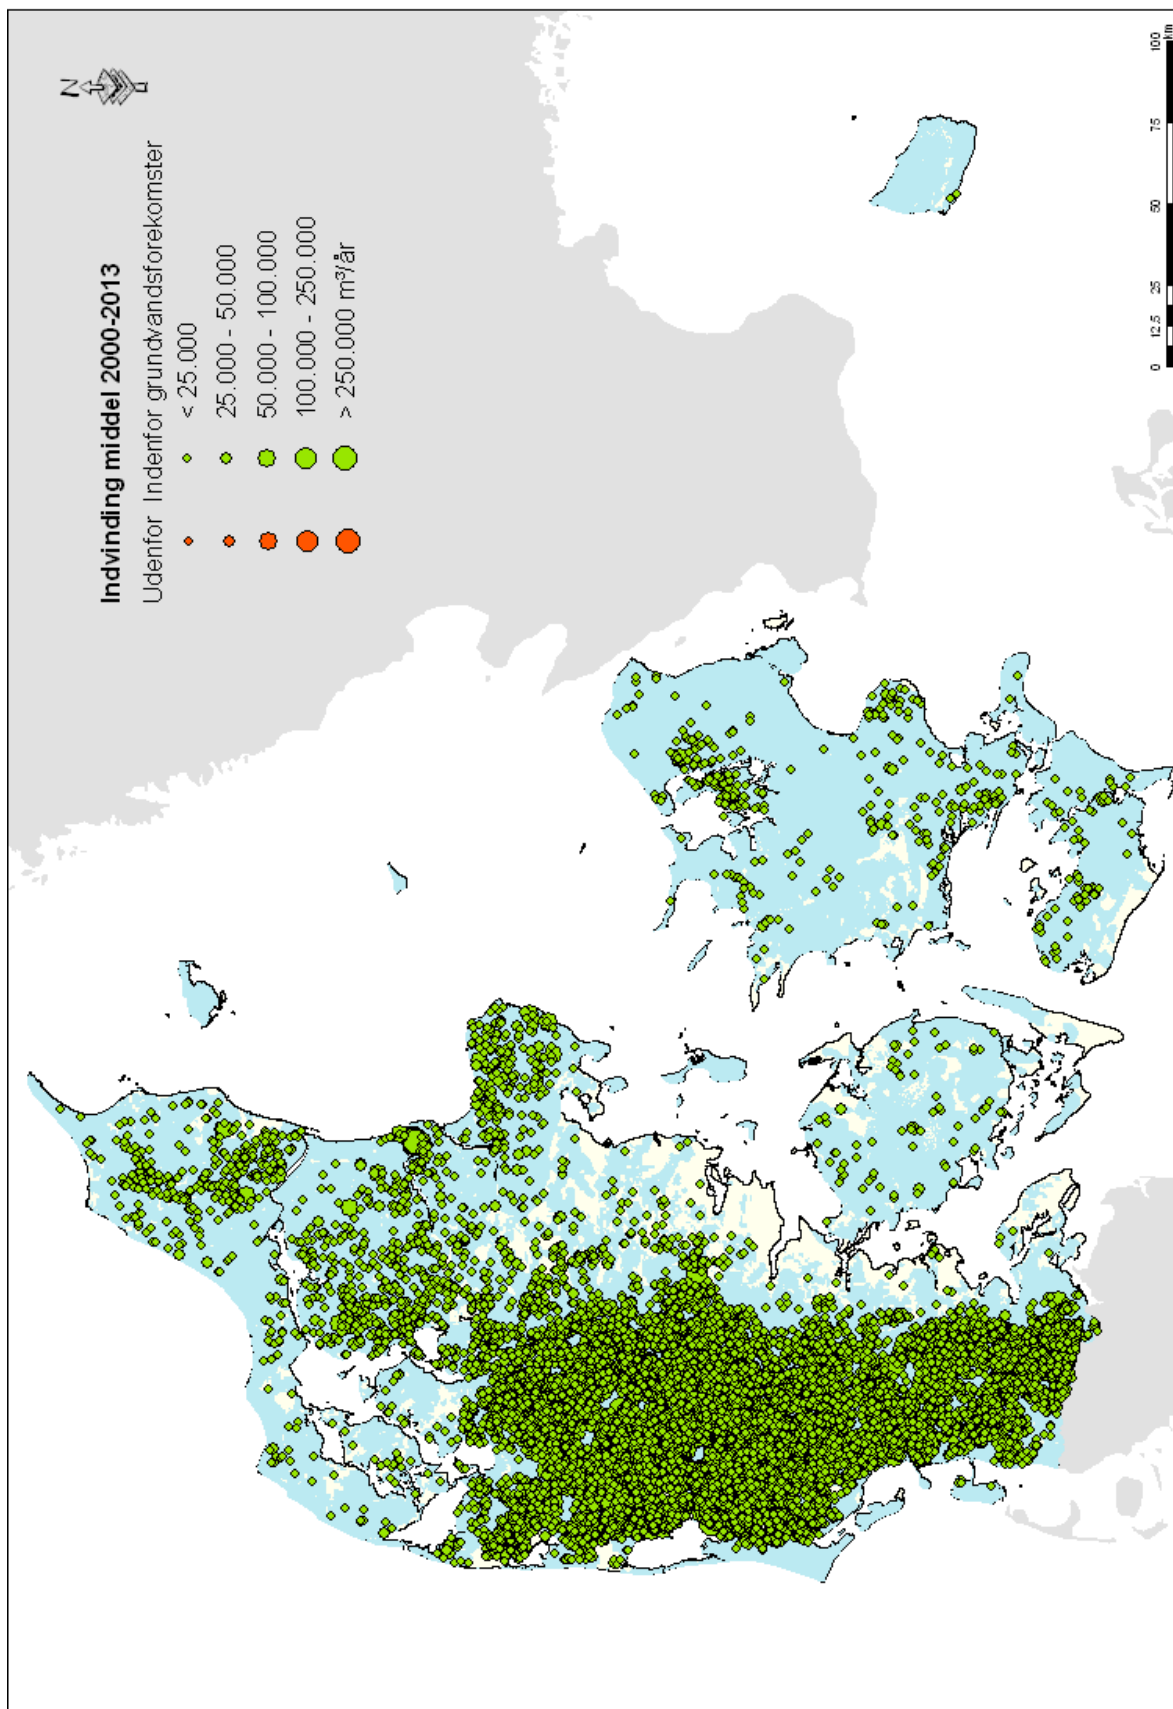 N
Indvinding middel 2000-2013
Udenfor Indenfor grundvandsforekomster
< 25.000
25.000 - 50.000
50.000 - 100.000
100.000 - 250.000
> 250.000 m³/år
0 12,5 25 50 75 100
km